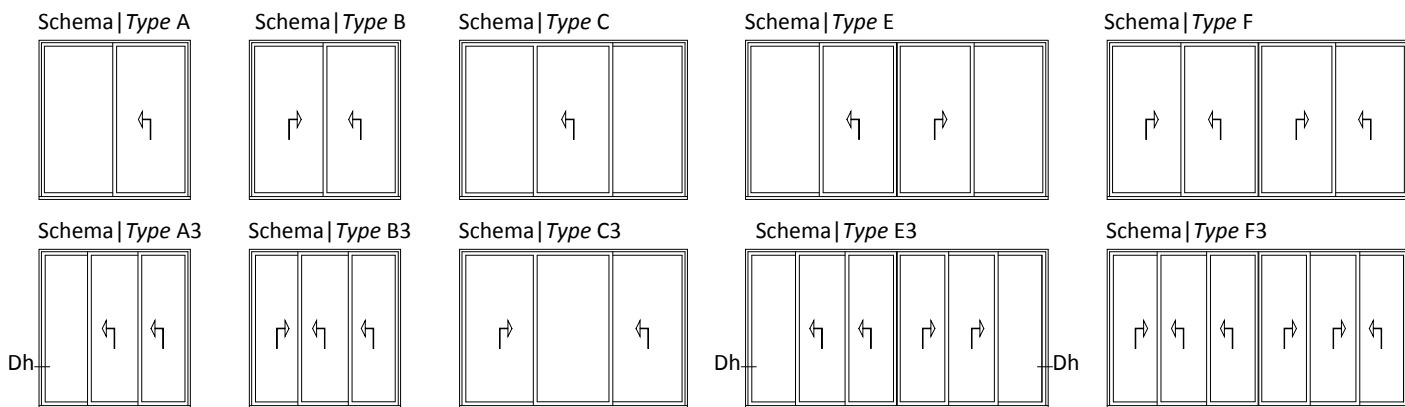 Schema|Type A
Schema|Type B
Schema|Type C
Schema|Type E
Schema|Type F
Schema|Type A3
Schema|Type B3
Schema|Type C3
Schema|Type E3
Schema|Type F3
Dh
Dh
Dh